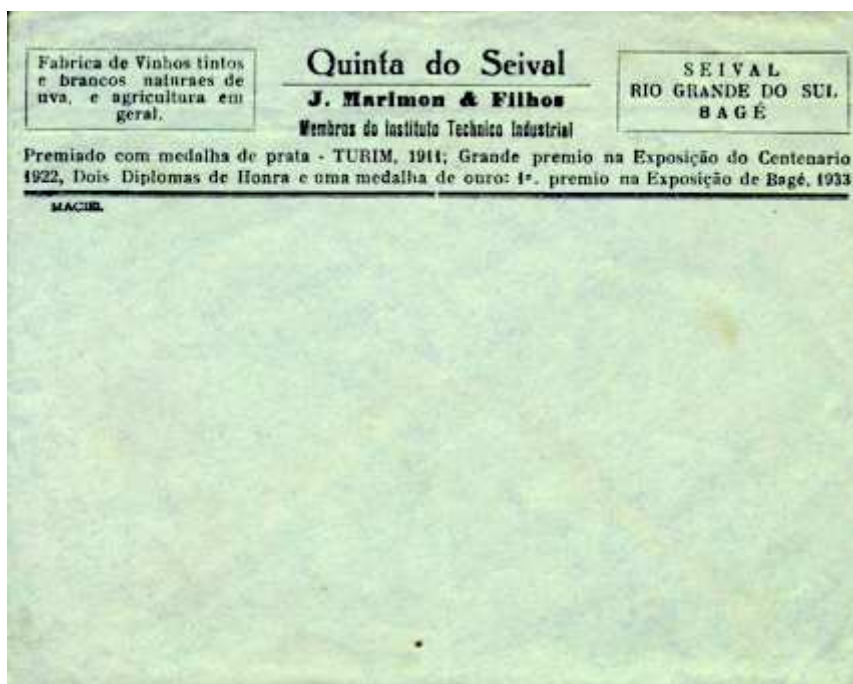 Fabrica de Vinhos tintos
e brancos naturaes de
uva, e agricultura em
geral.
Quinta do Seival
J. Marimon & Filhos
Membros do Instituto Technico Industrial
SEIVAL
RIO GRANDE DO SUL
BAGÉ
Premiado com medalha de prata - TURIM, 1911; Grande premio na Exposição do Centenario
1922, Dois Diplomas de Honra e uma medalha de ouro: 1º. premio na Exposição de Bagé, 1933
MACIEL